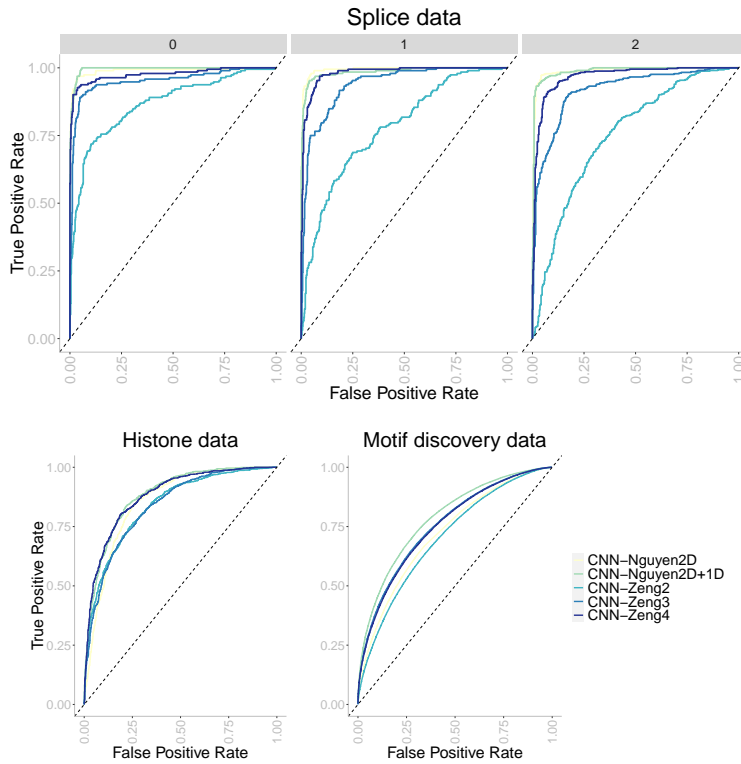 Splice data
0 1 2
1.00
0.75
0.50
0.25
0.00
True Positive Rate
0.00 0.25 0.50 0.75 1.00 0.00 0.25 0.50 0.75 1.00 0.00 0.25 0.50 0.75 1.00
False Positive Rate
Histone data
1.00
0.75
0.50
0.25
0.00
True Positive Rate
0.00 0.25 0.50 0.75 1.00
False Positive Rate
Motif discovery data
1.00
0.75
0.50
0.25
0.00
0.00 0.25 0.50 0.75 1.00
False Positive Rate
CNN−Nguyen2D
CNN−Nguyen2D+1D
CNN−Zeng2
CNN−Zeng3
CNN−Zeng4